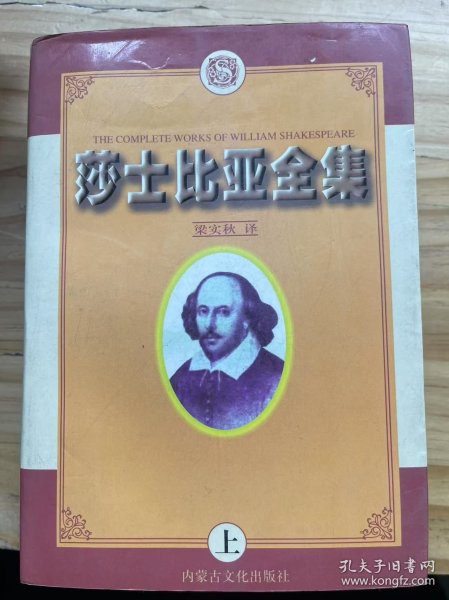 THE COMPLETE WORKS OF WILLIAM SHAKESPEARE
莎士比亚全集
梁实秋 译
上
内蒙古文化出版社
孔夫子旧书网
www.kongfz.com